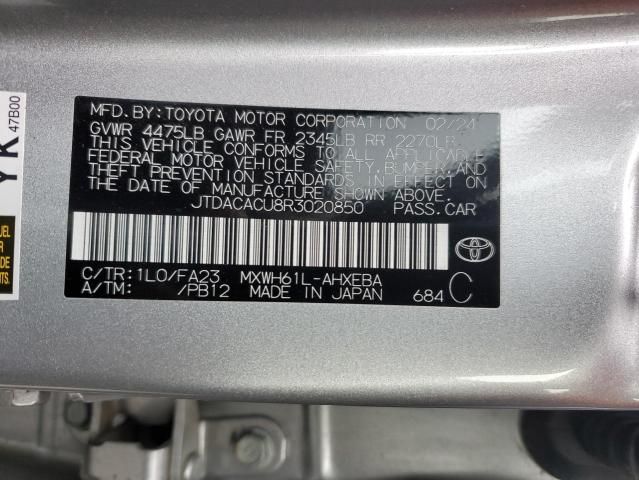 MFD. BY: TOYOTA MOTOR CORPORATION 02/24
GVWR 4475LB GAWR FR 2345LB RR 2270LB
THIS VEHICLE CONFORMS TO ALL APPLICABLE
FEDERAL MOTOR VEHICLE SAFETY, BUMPER, AND
THEFT PREVENTION STANDARDS IN EFFECT ON
THE DATE OF MANUFACTURE SHOWN ABOVE.
JTDACACU8R3020850 PASS.CAR
C/TR: 1L0/FA23 MXWH61L-AHXEBA
A/TM: /PB12 MADE IN JAPAN 684 C
YK
47B00